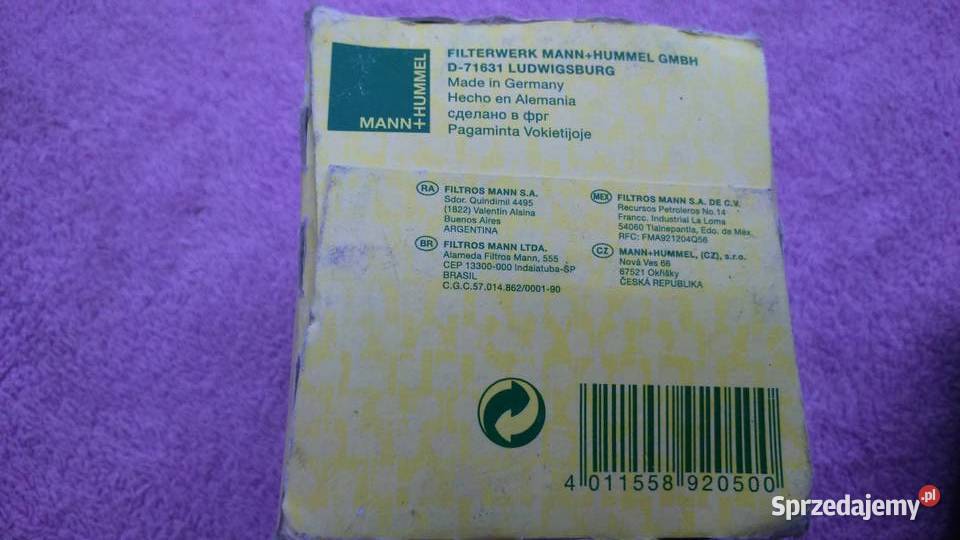 MANN+HUMMEL
FILTERWERK MANN+HUMMEL GMBH
D-71631 LUDWIGSBURG
Made in Germany
Hecho en Alemania
сделано в фрг
Pagaminta Vokietijoje
RA FILTROS MANN S.A.
Sdor. Quindimil 4495
(1822) Valentin Alsina
Buenos Aires
ARGENTINA
BR FILTROS MANN LTDA.
Alameda Filtros Mann, 555
CEP 13300-000 Indaiatuba-SP
BRASIL
C.G.C.57.014.862/0001-90
MEX FILTROS MANN S.A. DE C.V.
Recursos Petroleros No.14
Francc. Industrial La Loma
54060 Tlalnepantla, Edo. de Méx.
RFC: FMA921204Q56
CZ MANN+HUMMEL, (CZ), s.r.o.
Nová Ves 66
67521 Okříšky
ČESKÁ REPUBLIKA
4 011558 920500
Sprzedajemy.pl